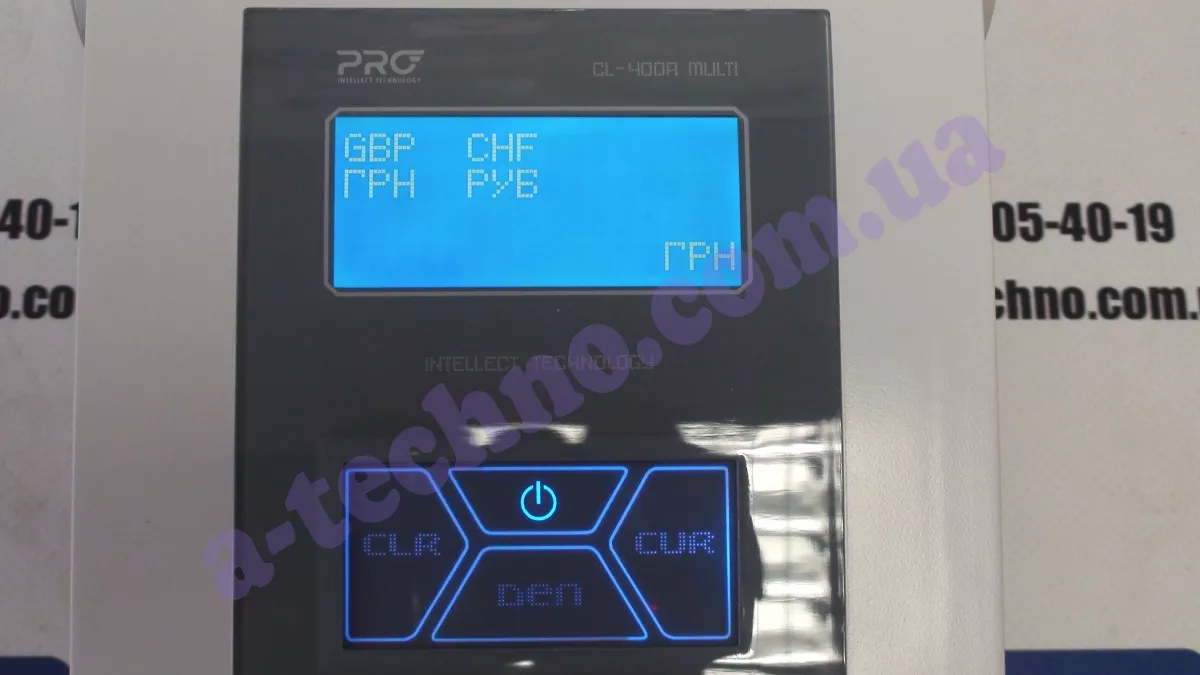 PRO
INTELLECT TECHNOLOGY
CL-400A MULTI
GBP CHF
ГРН РУБ
ГРН
INTELLECT TECHNOLOGY
CLR
CUR
Den
a-techno.com.ua
40-1
05-40-19
o.co
chno.com.